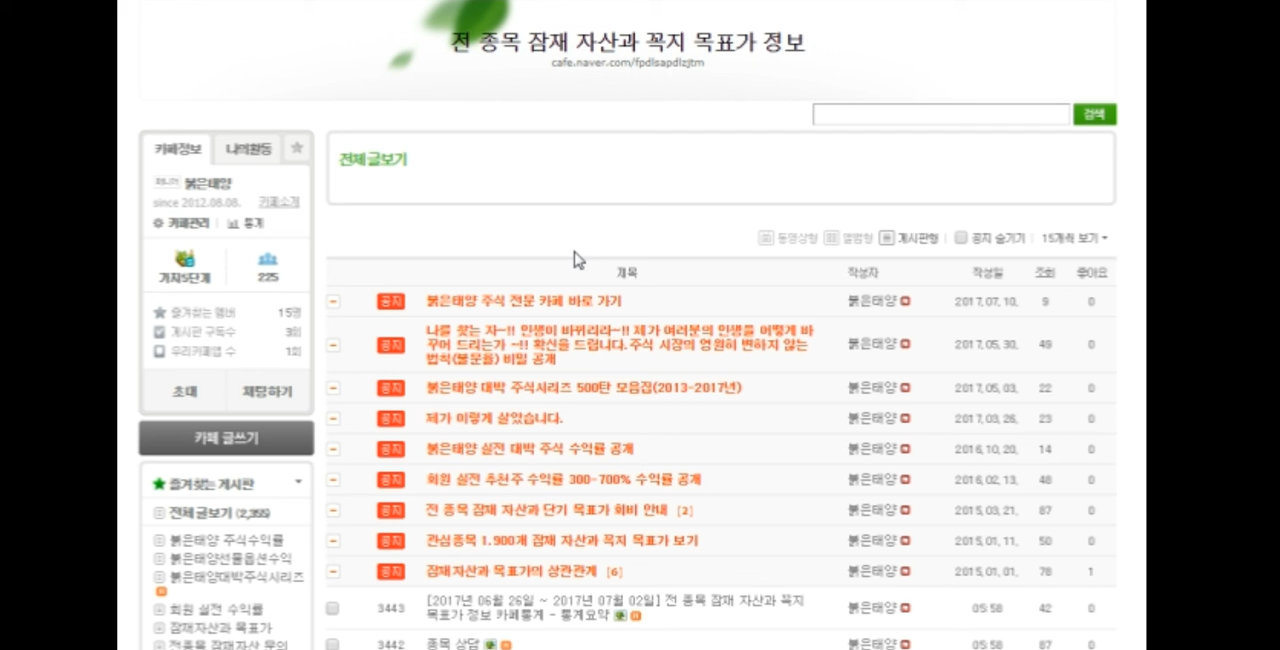 전 종목 잠재 자산과 꼭지 목표가 정보
cafe.naver.com/fpdlsapdlzjtm
검색
카페정보 나의활동
매니저 붉은태양
since 2012.08.08. 카페소개
카페관리 통계
가지5단계 225
즐겨찾는 멤버 15명
게시판 구독수 3회
우리카페앱 수 1회
초대 채팅하기
카페 글쓰기
즐겨찾는 게시판
전체글보기 (2,355)
붉은태양 주식수익률
붉은태양선물옵션수익
붉은태양대박주식시리즈
회원 실전 수익률
잠재자산과 목표가
전종목 잠재자산 문의
전체글보기
동영상형 앨범형 게시판형 공지 숨기기 15개씩 보기
제목 작성자 작성일 조회 좋아요
공지 붉은태양 주식 전문 카페 바로 가기 붉은태양 2017.07.10. 9 0
공지 나를 찾는 자~!! 인생이 바뀌리라~!! 제가 여러분의 인생을 어떻게 바
꾸어 드리는가 ~!! 확신을 드립니다.주식 시장의 영원히 변하지 않는 붉은태양 2017.05.30. 49 0
법칙(불문율) 비밀 공개
공지 붉은태양 대박 주식시리즈 500탄 모음집(2013-2017년) 붉은태양 2017.05.03. 22 0
공지 제가 이렇게 살았습니다. 붉은태양 2017.03.26. 23 0
공지 붉은태양 실전 대박 주식 수익률 공개 붉은태양 2016.10.20. 14 0
공지 회원 실전 추천주 수익률 300-700% 수익률 공개 붉은태양 2016.02.13. 48 0
공지 전 종목 잠재 자산과 단기 목표가 회비 안내 [2] 붉은태양 2015.03.21. 87 0
공지 관심종목 1.900개 잠재 자산과 꼭지 목표가 보기 붉은태양 2015.01.11. 50 0
공지 잠재자산과 목표가의 상관관계 [6] 붉은태양 2015.01.01. 78 1
3443 [2017년 06월 26일 ~ 2017년 07월 02일] 전 종목 잠재 자산과 꼭지 붉은태양 05:58 42 0
목표가 정보 카페통계 - 통계요약
3442 종목 상담 붉은태양 05:58 87 0